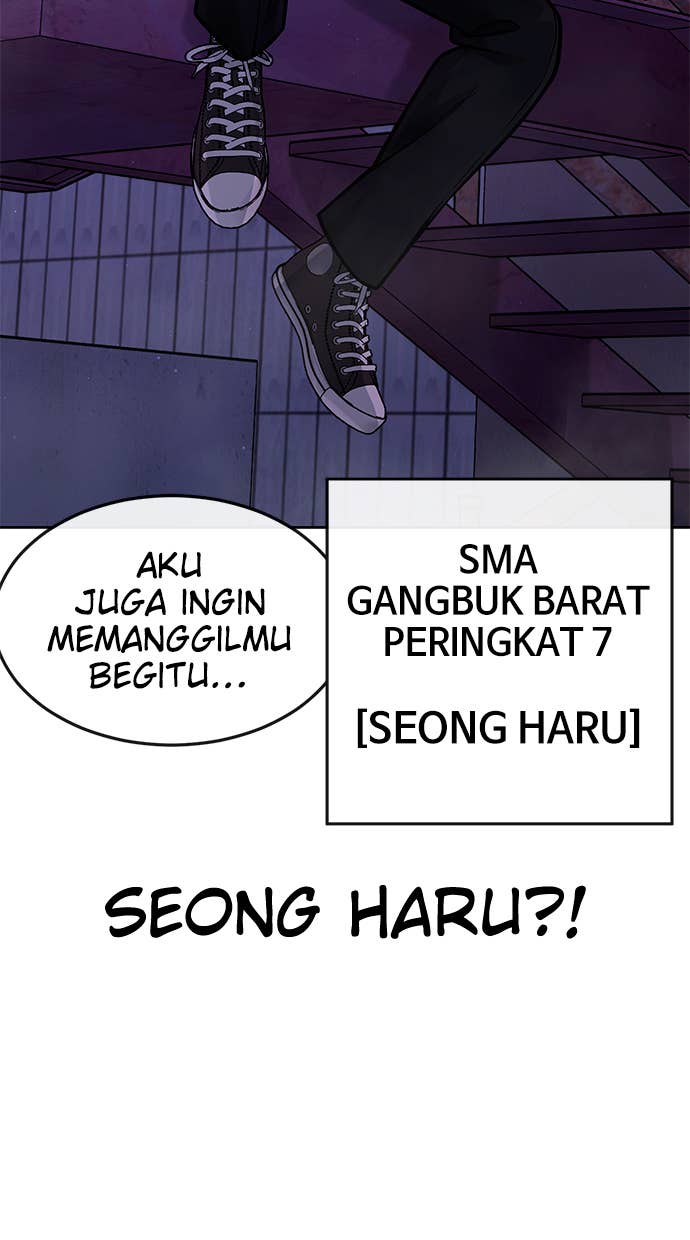 AKU
JUGA INGIN
MEMANGGILMU
BEGITU...
SMA
GANGBUK BARAT
PERINGKAT 7
[SEONG HARU]
SEONG HARU?!